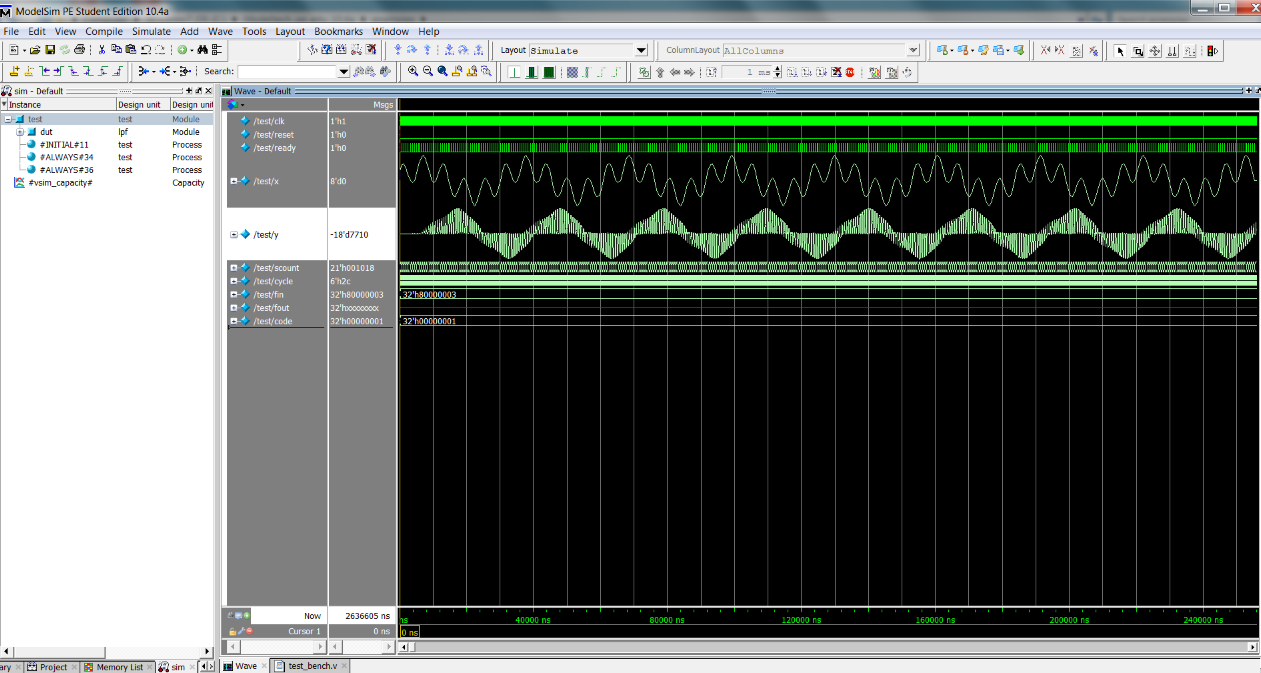 ModelSim PE Student Edition 10.4a
File Edit View Compile Simulate Add Wave Tools Layout Bookmarks Window Help
Layout Simulate ColumnLayout AllColumns
Search: 1 ms
sim - Default
Instance Design unit Design unit
test test Module
dut lpf Module
#INITIAL#11 test Process
#ALWAYS#34 test Process
#ALWAYS#36 test Process
#vsim_capacity# Capacity
Wave - Default
Msgs
/test/clk 1'h1
/test/reset 1'h0
/test/ready 1'h0
/test/x 8'd0
/test/y -18'd7710
/test/scount 21'h001018
/test/cycle 6'h2c
/test/fin 32'h80000003 32'h80000003
/test/fout 32'hxxxxxxxx
/test/code 32'h00000001 32'h00000001
Now 2636605 ns ns 40000 ns 80000 ns 120000 ns 160000 ns 200000 ns 240000 ns
Cursor 1 0 ns 0 ns
ary Project Memory List sim Wave test_bench.v